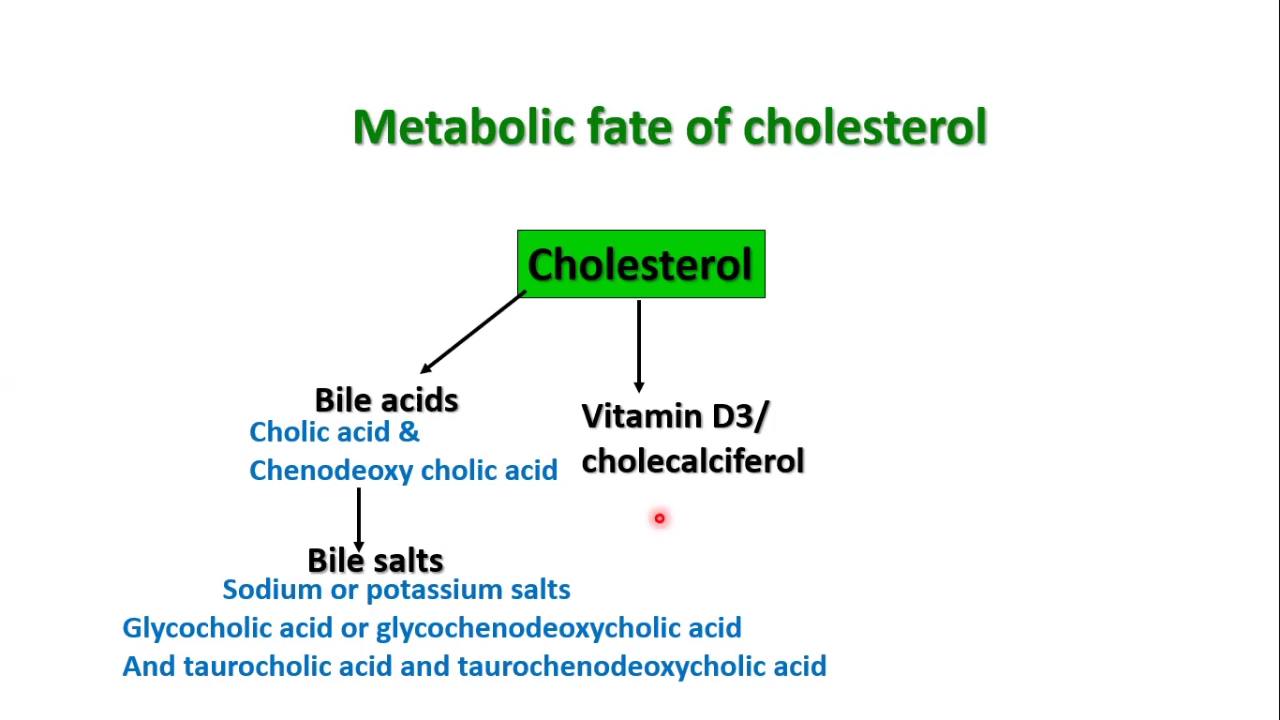 Metabolic fate of cholesterol
Cholesterol
Bile acids
Cholic acid &
Chenodeoxy cholic acid
Vitamin D3/
cholecalciferol
Bile salts
Sodium or potassium salts
Glycocholic acid or glycochenodeoxycholic acid
And taurocholic acid and taurochenodeoxycholic acid